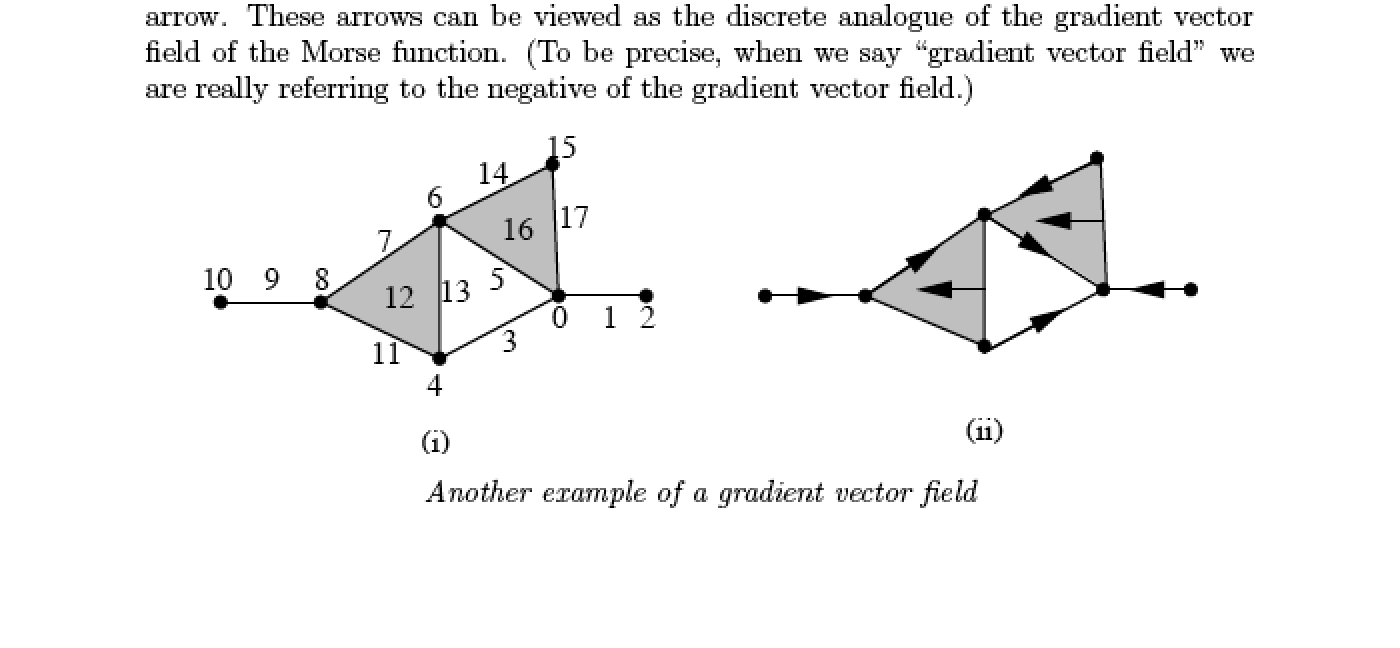 arrow. These arrows can be viewed as the discrete analogue of the gradient vector
field of the Morse function. (To be precise, when we say “gradient vector field” we
are really referring to the negative of the gradient vector field.)
15
14
6
17
16
7
10 9 8
5
12 13
0 1 2
3
11
4
(i)
(ii)
Another example of a gradient vector field